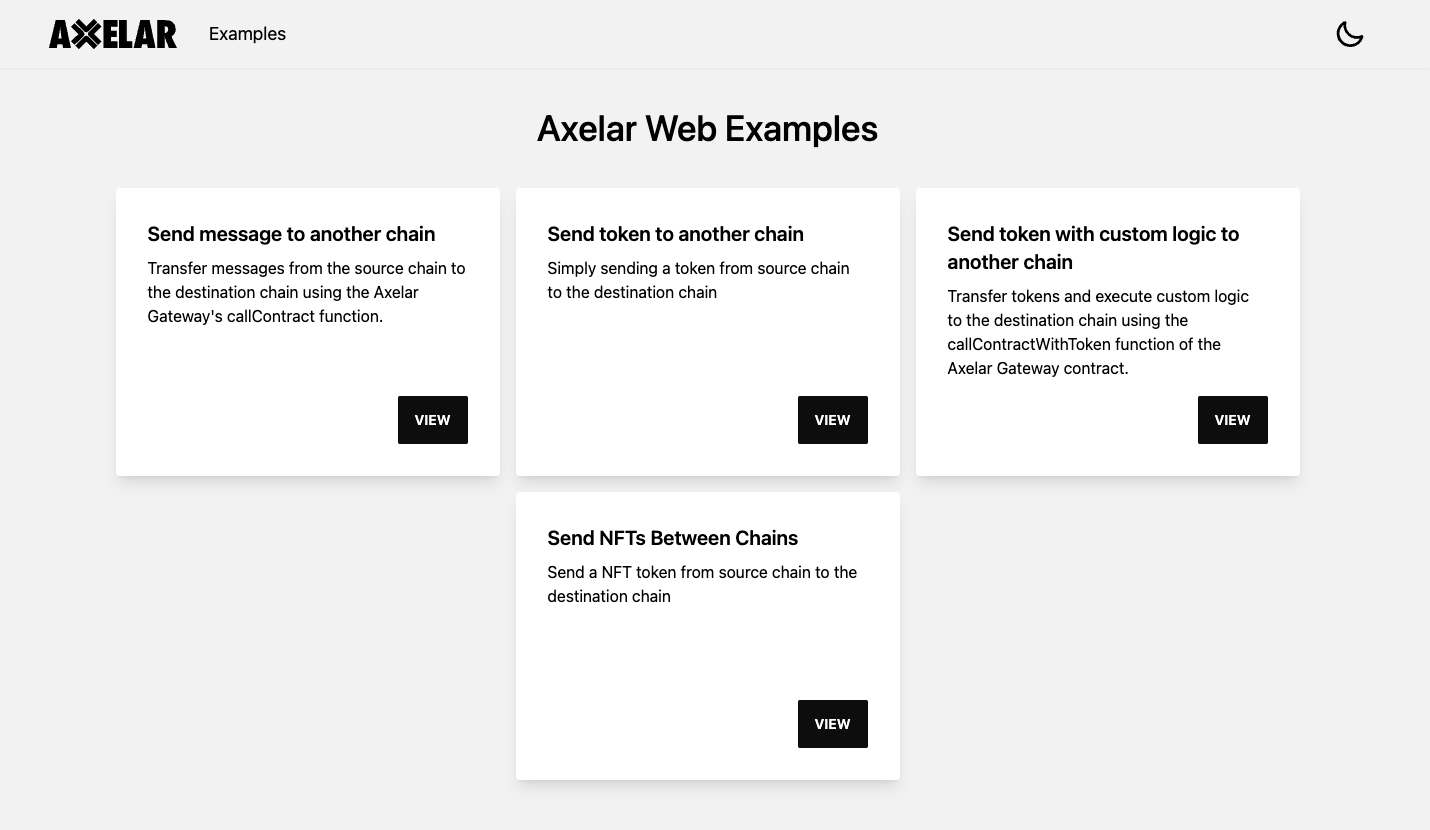 AXELAR
Examples
Axelar Web Examples
Send message to another chain
Transfer messages from the source chain to
the destination chain using the Axelar
Gateway's callContract function.
VIEW
Send token to another chain
Simply sending a token from source chain
to the destination chain
VIEW
Send token with custom logic to
another chain
Transfer tokens and execute custom logic
to the destination chain using the
callContractWithToken function of the
Axelar Gateway contract.
VIEW
Send NFTs Between Chains
Send a NFT token from source chain to the
destination chain
VIEW